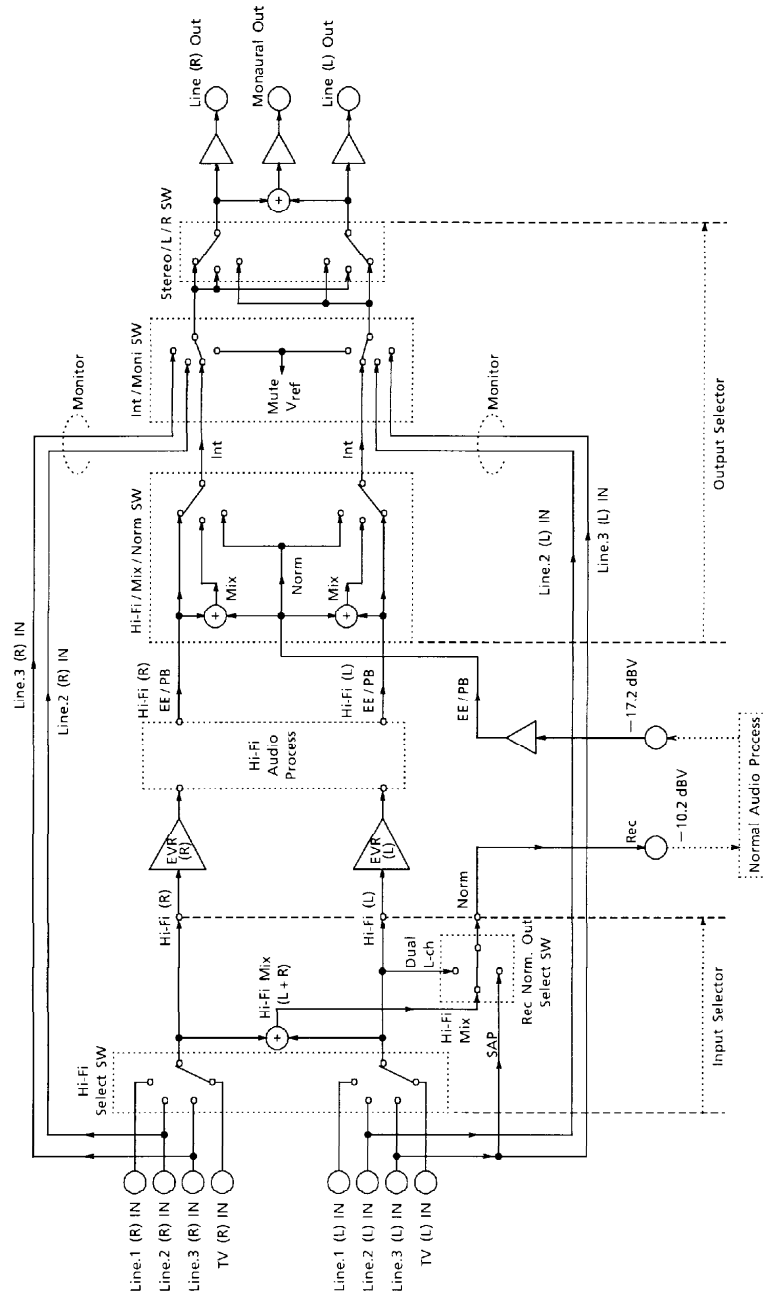 Line.3 (R) IN
Line.2 (R) IN
Line.1 (R) IN
Line.2 (R) IN
Line.3 (R) IN
TV (R) IN
Line.1 (L) IN
Line.2 (L) IN
Line.3 (L) IN
TV (L) IN
Hi-Fi
Select SW
Hi-Fi Mix
(L + R)
Hi-Fi
Mix
SAP
Dual
L-ch
Rec Norm. Out
Select SW
Input Selector
Hi-Fi (R)
Hi-Fi (L)
Norm
EVR
(R)
EVR
(L)
Rec
−10.2 dBV
−17.2 dBV
Normal Audio Process
Hi-Fi
Audio
Process
Hi-Fi (R)
EE / PB
Hi-Fi (L)
EE / PB
EE / PB
Hi-Fi / Mix / Norm SW
+
Mix
Norm
Mix
+
Int
Int
Line.2 (L) IN
Line.3 (L) IN
Int / Moni SW
Mute
Vref
Monitor
Monitor
Output Selector
Stereo / L / R SW
+
+
Line (R) Out
Monaural Out
Line (L) Out